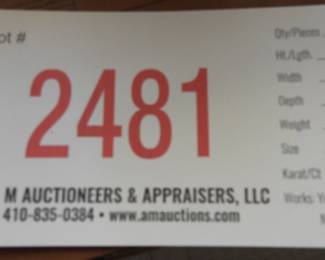 ot #
2481
M AUCTIONEERS & APPRAISERS, LLC
410-835-0384 • www.amauctions.com
Qty/Pieces
Ht./Lgth.
Width
Depth
Weight
Size
Karat/Ct
Works: Y